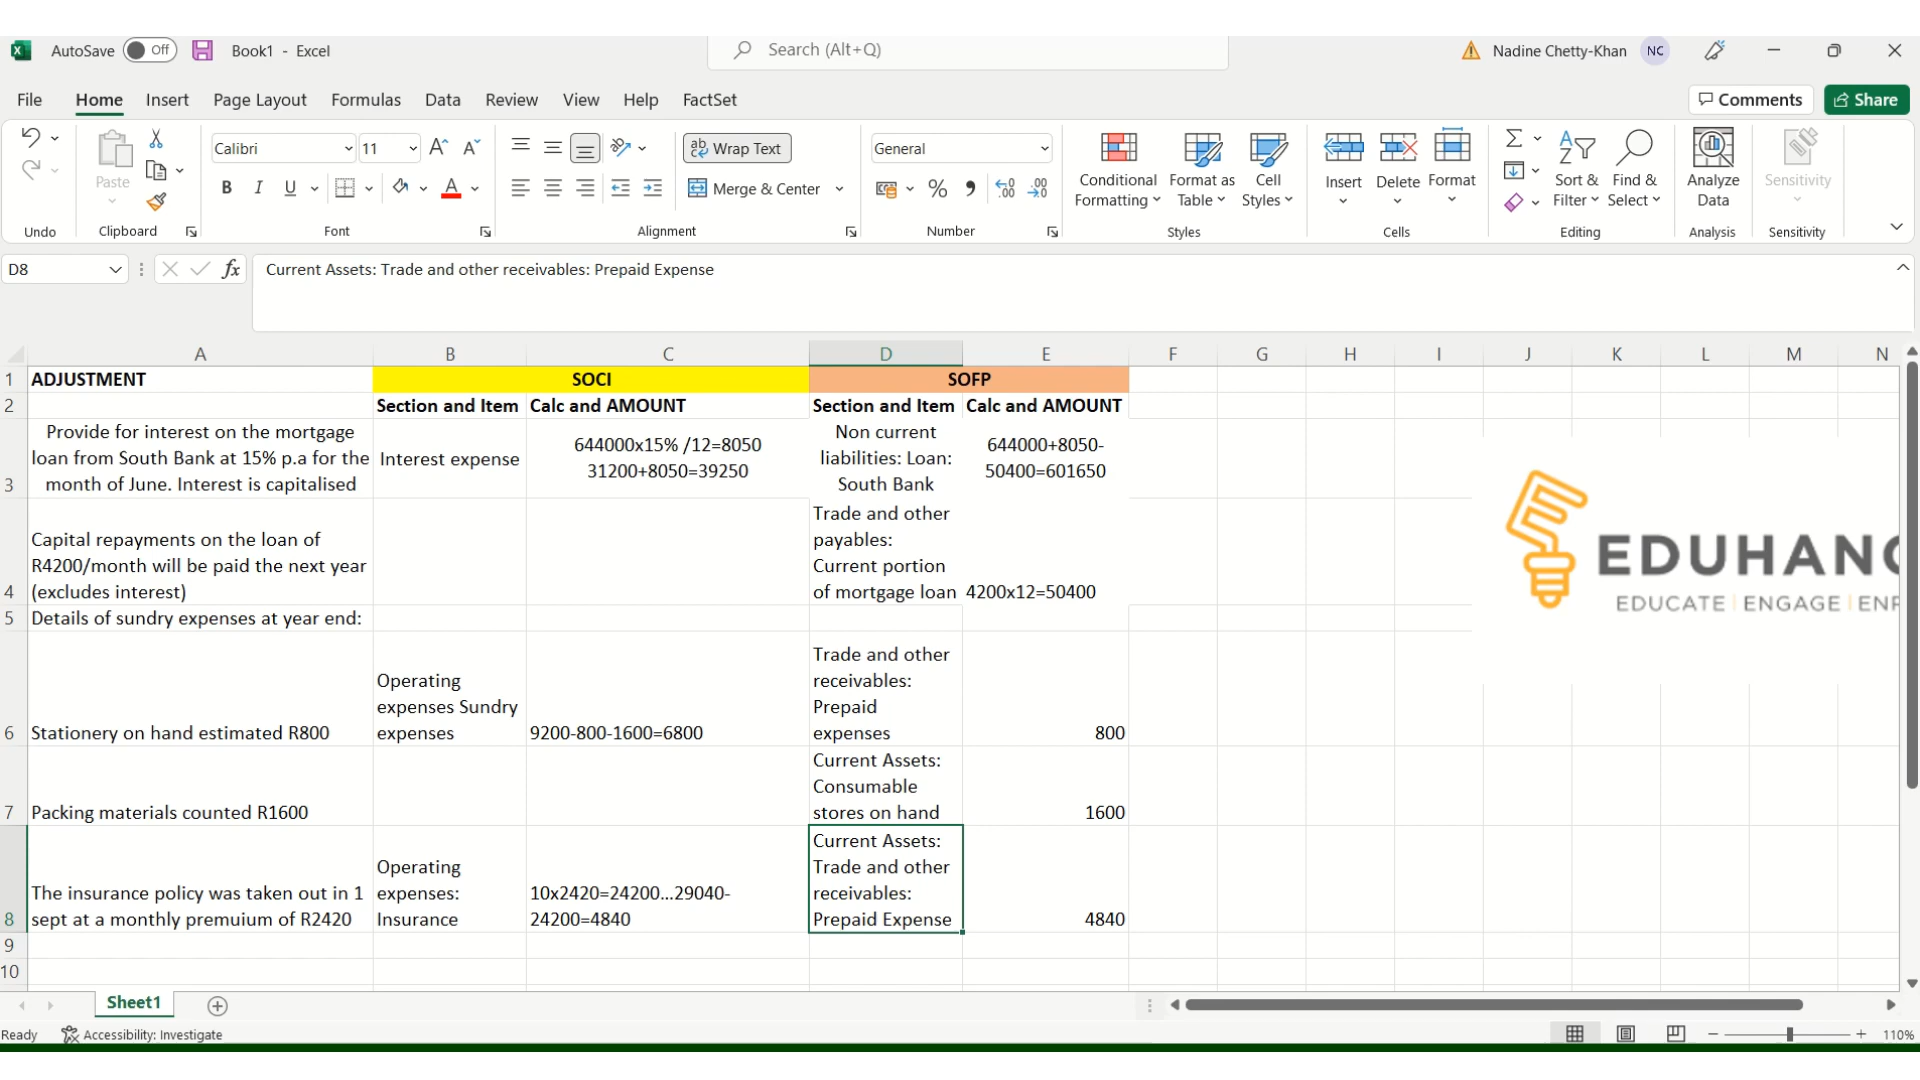 AutoSave Off Book1 - Excel Search (Alt+Q) Nadine Chetty-Khan NC
File Home Insert Page Layout Formulas Data Review View Help FactSet Comments Share
Paste
Undo
Clipboard
Calibri 11
B I U
Font
Wrap Text
Merge & Center
Alignment
General
Number
Conditional Formatting
Format as Table
Cell Styles
Styles
Insert Delete Format
Cells
Sort & Filter
Find & Select
Editing
Analyze Data
Analysis
Sensitivity
Sensitivity
D8 fx Current Assets: Trade and other receivables: Prepaid Expense
A B C D E F G H I J K L M N
1 ADJUSTMENT SOCI SOFP
2 Section and Item Calc and AMOUNT Section and Item Calc and AMOUNT
3
Provide for interest on the mortgage
loan from South Bank at 15% p.a for the
month of June. Interest is capitalised
Interest expense
644000x15% /12=8050
31200+8050=39250
Non current
liabilities: Loan:
South Bank
644000+8050-
50400=601650
4
Capital repayments on the loan of
R4200/month will be paid the next year
(excludes interest)
Trade and other
payables:
Current portion
of mortgage loan
4200x12=50400
5 Details of sundry expenses at year end:
6 Stationery on hand estimated R800
Operating
expenses Sundry
expenses
9200-800-1600=6800
Trade and other
receivables:
Prepaid
expenses
800
7 Packing materials counted R1600
Current Assets:
Consumable
stores on hand
1600
8
The insurance policy was taken out in 1
sept at a monthly premuium of R2420
Operating
expenses:
Insurance
10x2420=24200...29040-
24200=4840
Current Assets:
Trade and other
receivables:
Prepaid Expense
4840
9
10
EDUHAN
EDUCATE | ENGAGE | EN
Sheet1
Ready Accessibility: Investigate 110%